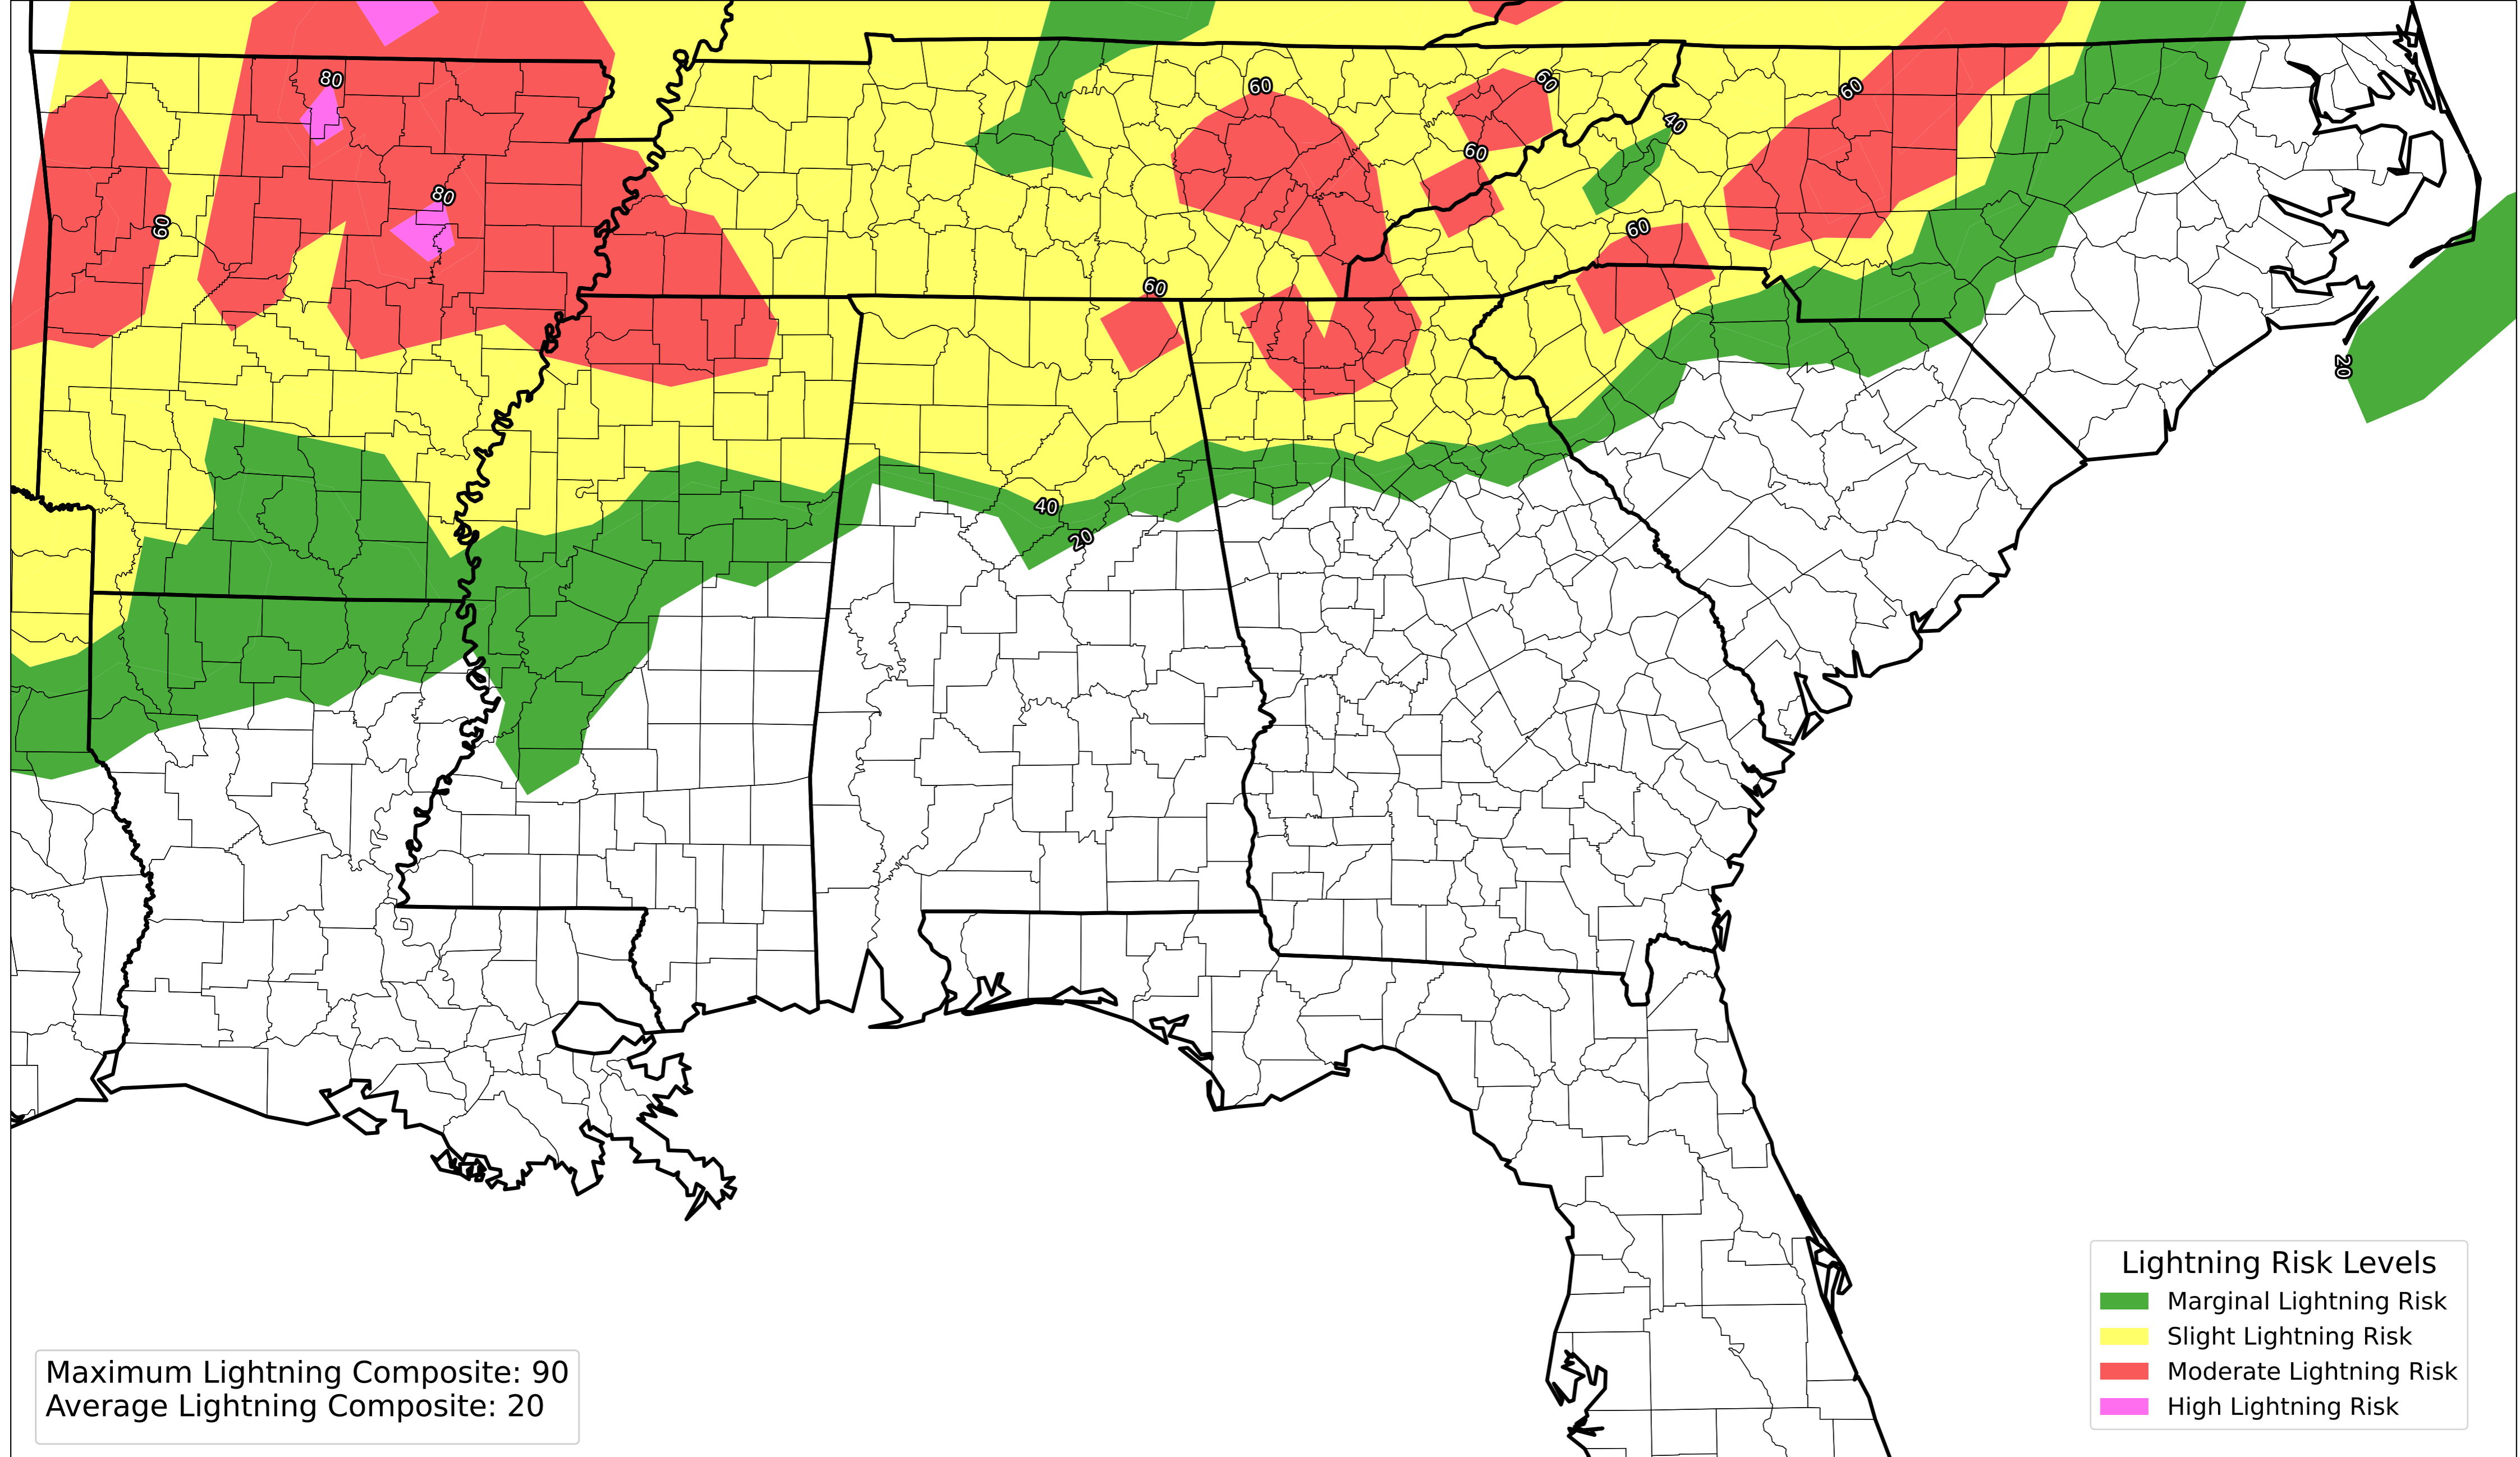 80
60
60
60
40
60
80
60
60
60
40
20
20
Lightning Risk Levels
Marginal Lightning Risk
Slight Lightning Risk
Moderate Lightning Risk
High Lightning Risk
Maximum Lightning Composite: 90
Average Lightning Composite: 20